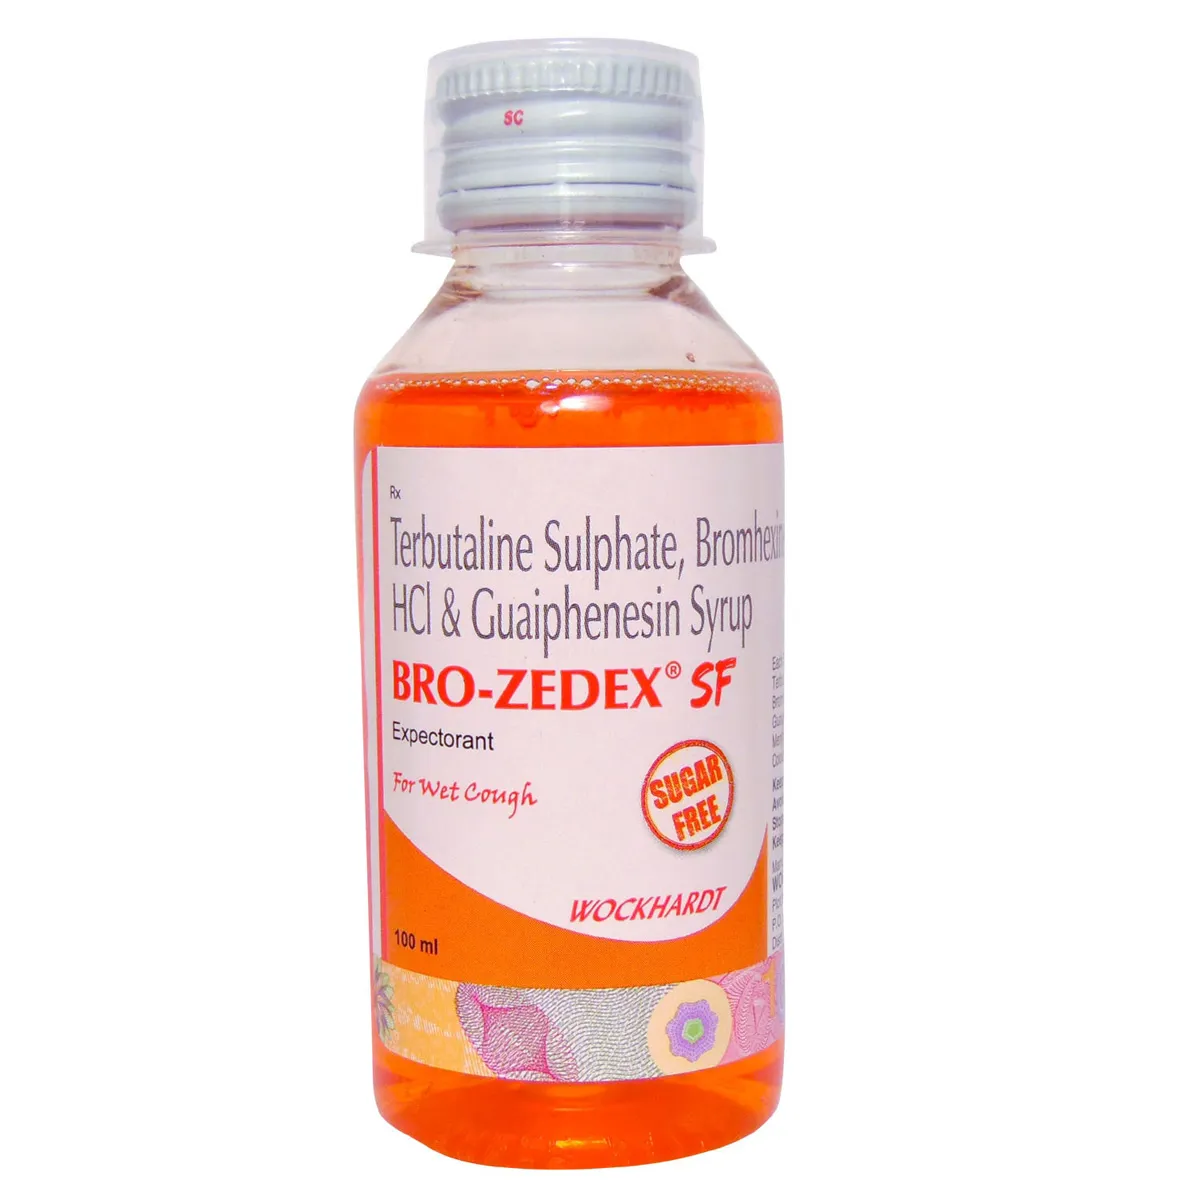 SC
Rx
Terbutaline Sulphate, Bromhexin
HCl & Guaiphenesin Syrup
BRO-ZEDEX® SF
Expectorant
For Wet Cough
SUGAR
FREE
WOCKHARDT
100 ml